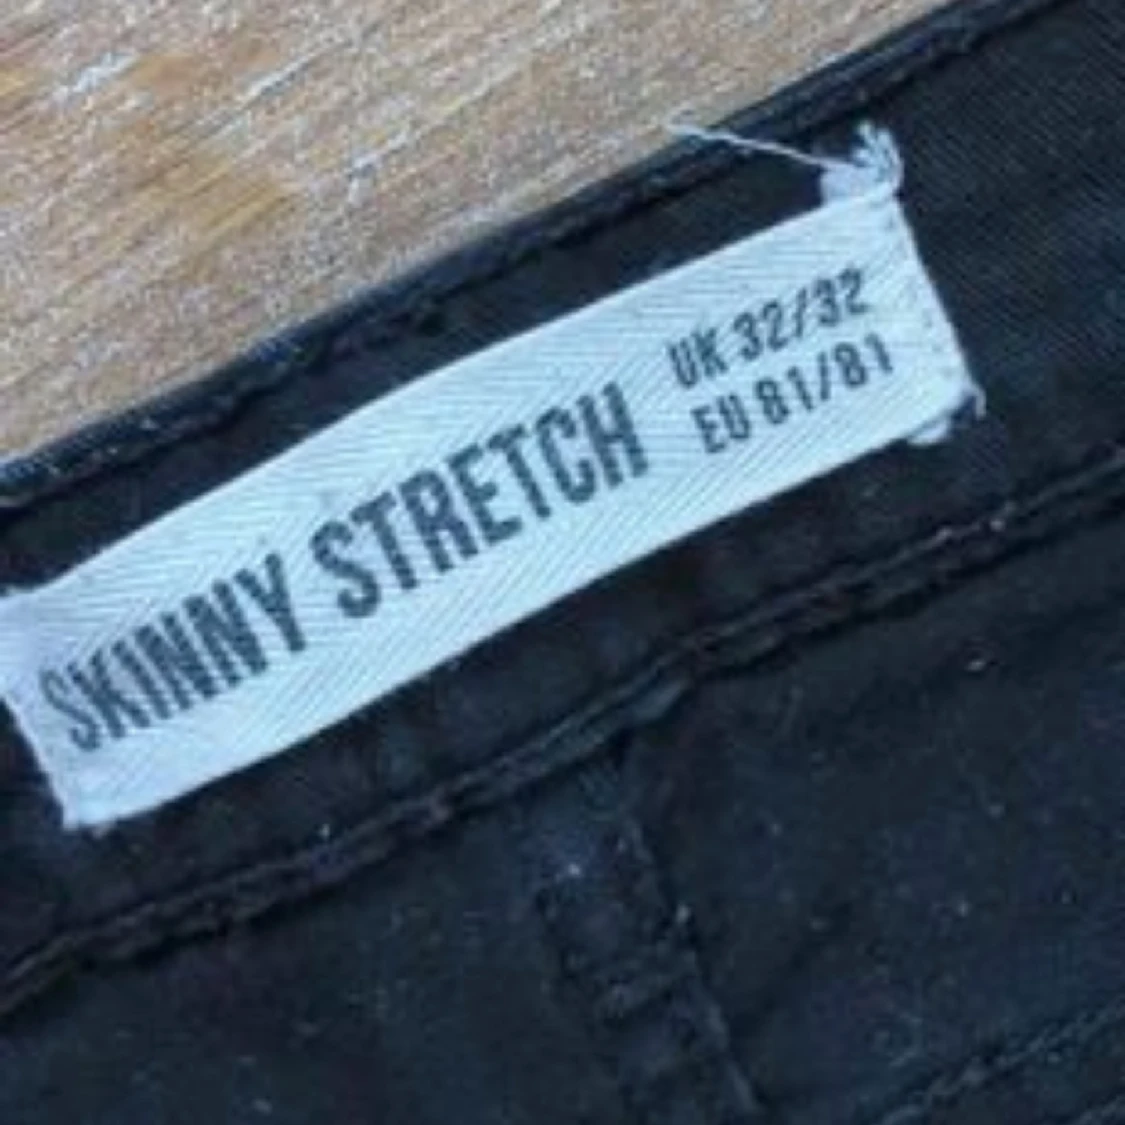 SKINNY STRETCH
UK 32/32
EU 81/81